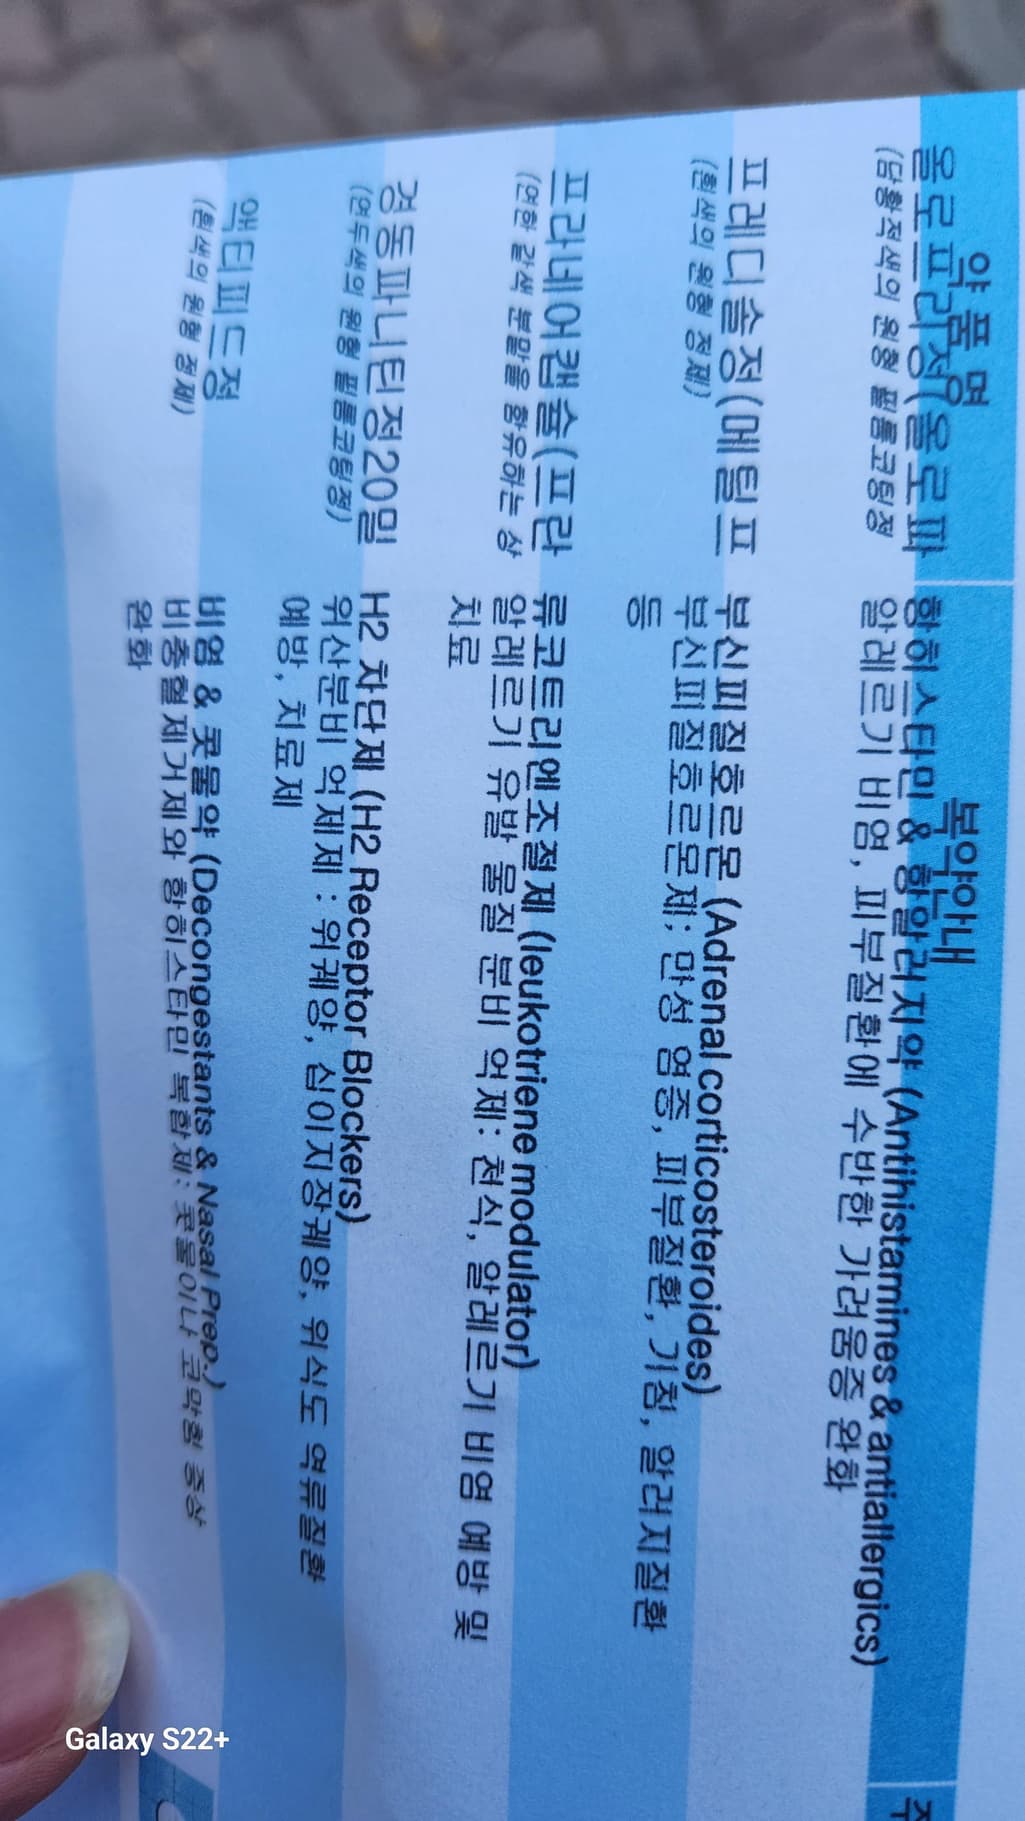 약 품 명
복약안내
올로프리정(올로파
(담황적색의 원형 필름코팅정
항히스타민 & 항알러지약 (Antihistamines & antiallergics)
알레르기 비염, 피부질환에 수반한 가려움증 완화
프레디솔정(메틸프
(흰색의 원형 정제)
부신피질호르몬 (Adrenal corticosteroides)
부신피질호르몬제; 만성 염증, 피부질환, 기침, 알러지질환
등
프라네어캡슐(프란
(연한 갈색 분말을 함유하는 상
류코트리엔조절제 (leukotriene modulator)
알레르기 유발 물질 분비 억제: 천식, 알레르기 비염 예방 및
치료
경동파니틴정20밀
(연두색의 원형 필름코팅정)
H2 차단제 (H2 Receptor Blockers)
위산분비 억제제 : 위궤양, 십이지장궤양, 위식도 역류질환
예방, 치료제
액티피드정
(흰색의 원형 정제)
비염 & 콧물약 (Decongestants & Nasal Prep.)
비충혈제거제와 항히스타민 복합제: 콧물이나 코막힘 증상
완화
Galaxy S22+